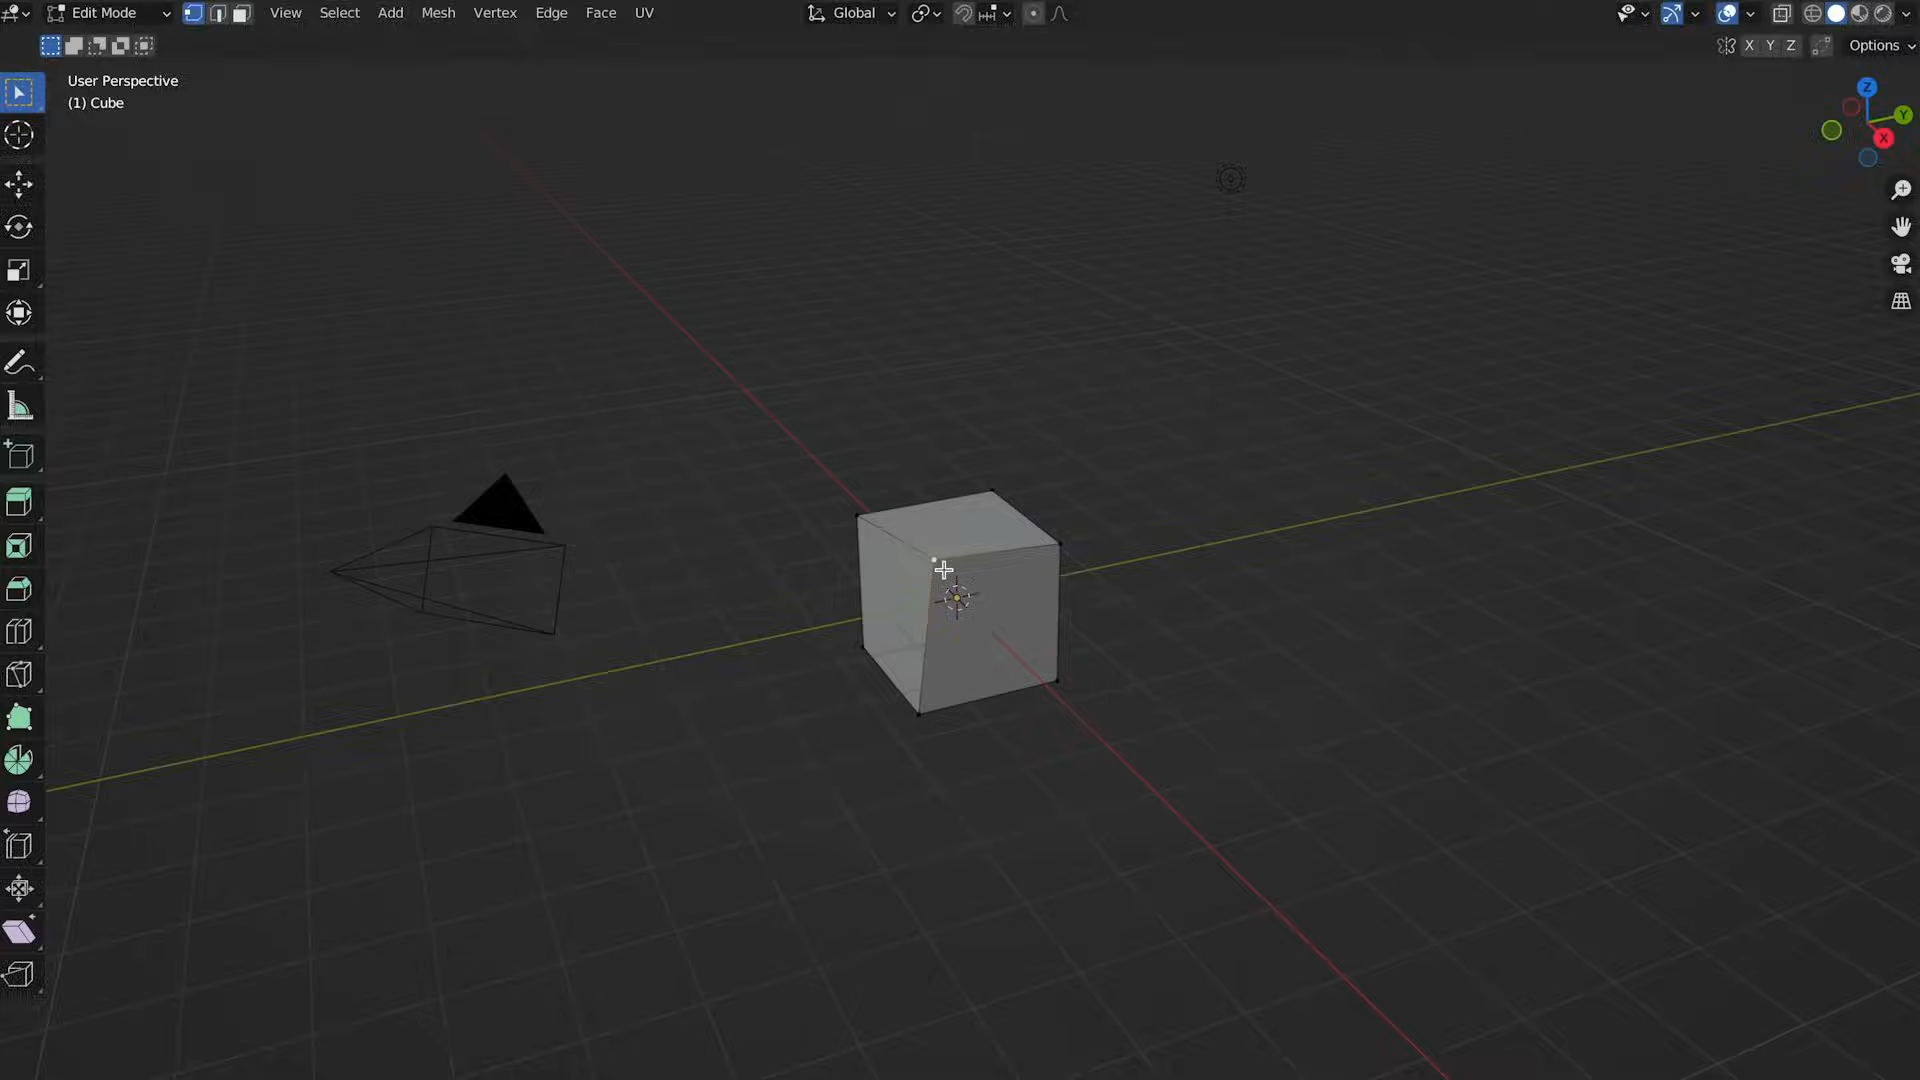 Edit Mode View Select Add Mesh Vertex Edge Face UV Global
X Y Z Options
User Perspective
(1) Cube
Z
Y
X